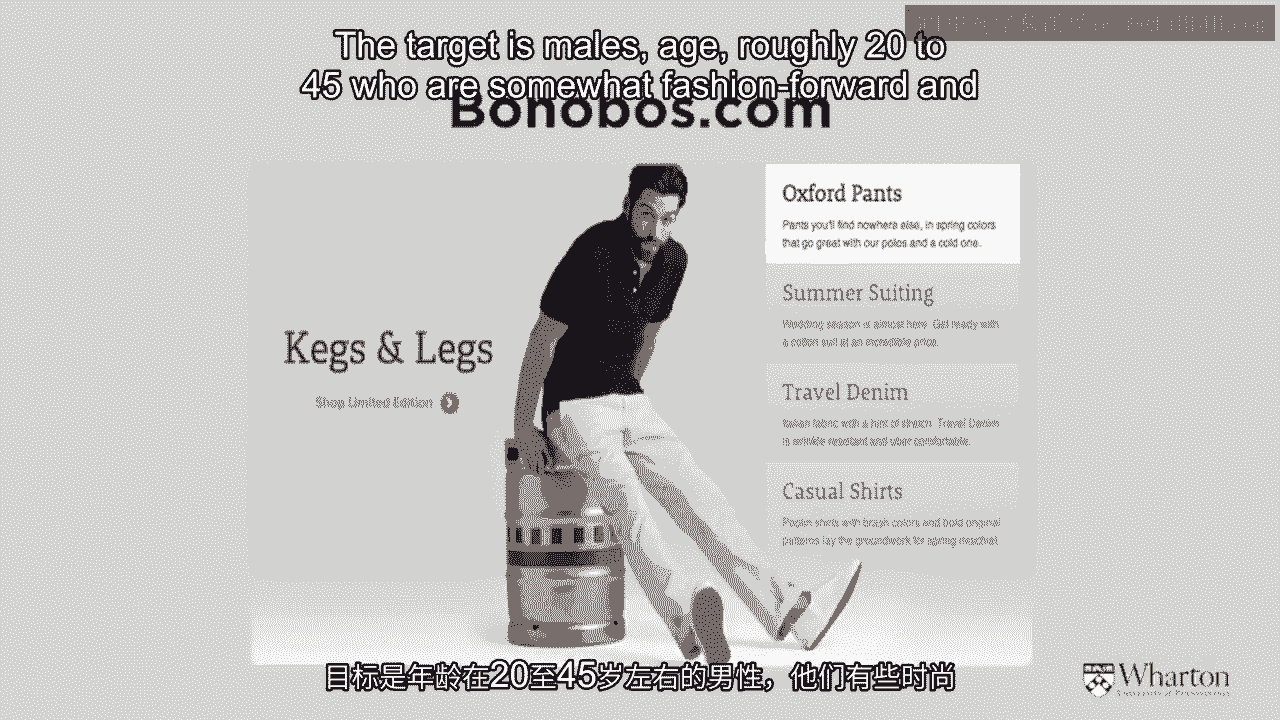 The target is males, age, roughly 20 to
45 who are somewhat fashion-forward and
Bonobos.com
Kegs & Legs
Shop Limited Edition
Oxford Pants
Pants you'll find nowhere else, in spring colors
that go great with our polos and a cold one.
Summer Suiting
Wedding season is almost here. Get ready with
a cotton suit at an incredible price.
Travel Denim
Italian fabric with a hint of stretch. Travel Denim
is wrinkle resistant and uber comfortable.
Casual Shirts
Poplin shirts with brash colors and bold original
patterns lay the groundwork for spring mischief.
目标是年龄在20至45岁左右的男性，他们有些时尚
Wharton